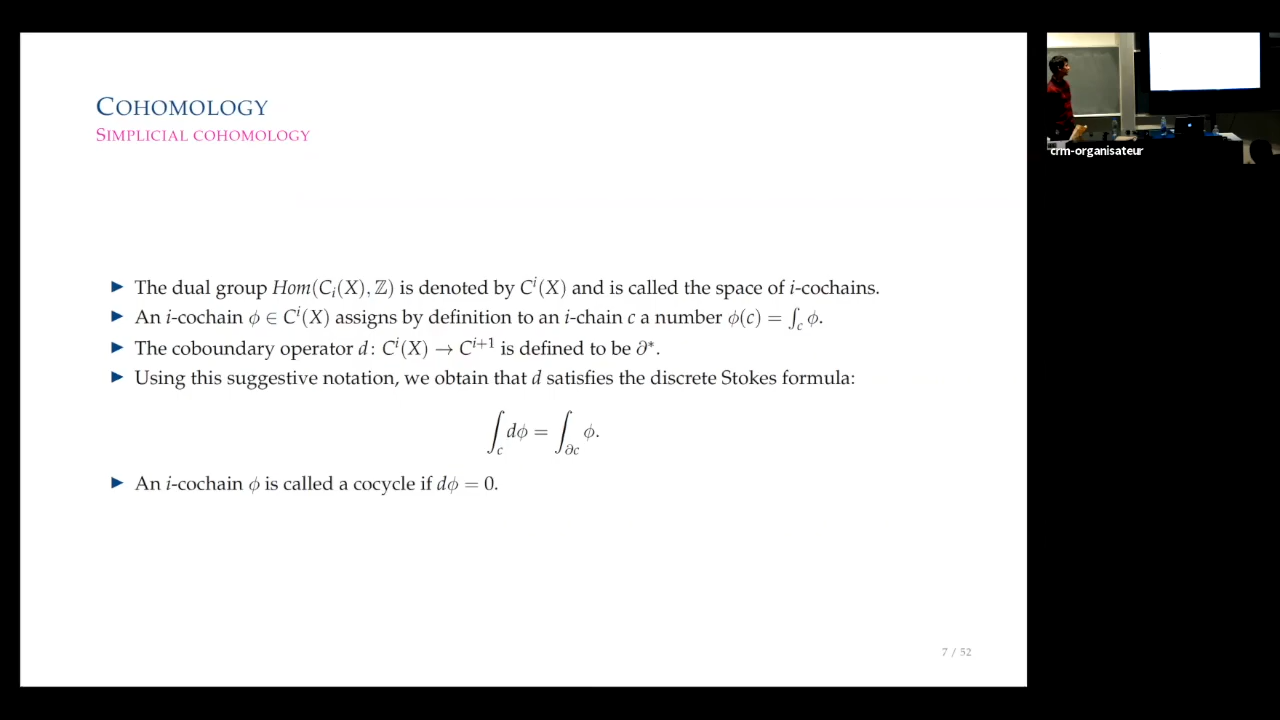 COHOMOLOGY
SIMPLICIAL COHOMOLOGY
crm-organisateur
▶ The dual group Hom(C_i(X), ℤ) is denoted by C^i(X) and is called the space of i-cochains.
▶ An i-cochain ϕ ∈ C^i(X) assigns by definition to an i-chain c a number ϕ(c) = ∫_c ϕ.
▶ The coboundary operator d: C^i(X) → C^{i+1} is defined to be ∂*.
▶ Using this suggestive notation, we obtain that d satisfies the discrete Stokes formula:
∫_c dϕ = ∫_{∂c} ϕ.
▶ An i-cochain ϕ is called a cocycle if dϕ = 0.
7 / 52